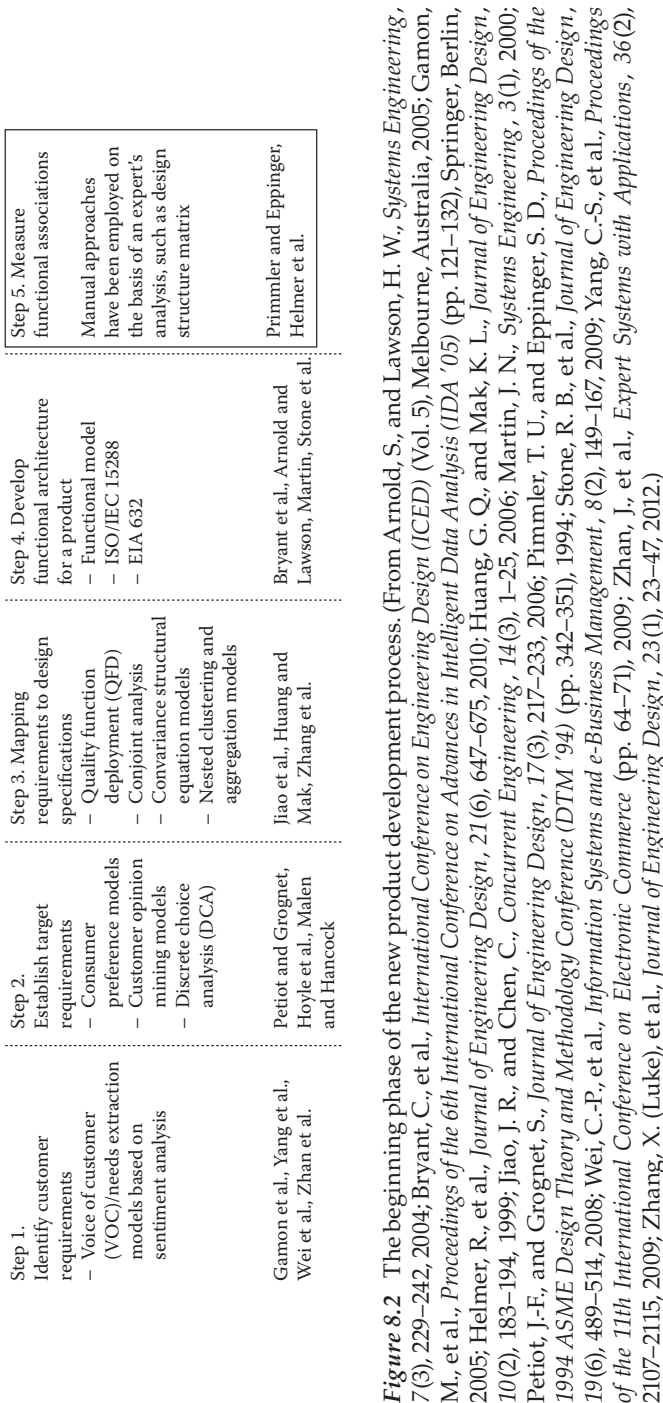 Step 1.
Identify customer
requirements
– Voice of customer
(VOC)/needs extraction
models based on
sentiment analysis
Gamon et al., Yang et al.,
Wei et al., Zhan et al.
Step 2.
Establish target
requirements
– Consumer
preference models
– Customer opinion
mining models
– Discrete choice
analysis (DCA)
Petiot and Grognet,
Hoyle et al., Malen
and Hancock
Step 3. Mapping
requirements to design
specifications
– Quality function
deployment (QFD)
– Conjoint analysis
– Convariance structural
equation models
– Nested clustering and
aggregation models
Jiao et al., Huang and
Mak, Zhang et al.
Step 4. Develop
functional architecture
for a product
– Functional model
– ISO/IEC 15288
– EIA 632
Bryant et al., Arnold and
Lawson, Martin, Stone et al.
Step 5. Measure
functional associations
Manual approaches
have been employed on
the basis of an expert's
analysis, such as design
structure matrix
Primmler and Eppinger,
Helmer et al.
Figure 8.2 The beginning phase of the new product development process. (From Arnold, S., and Lawson, H. W., Systems Engineering,
7(3), 229–242, 2004; Bryant, C., et al., International Conference on Engineering Design (ICED) (Vol. 5), Melbourne, Australia, 2005; Gamon,
M., et al., Proceedings of the 6th International Conference on Advances in Intelligent Data Analysis (IDA '05) (pp. 121–132), Springer, Berlin,
2005; Helmer, R., et al., Journal of Engineering Design, 21(6), 647–675, 2010; Huang, G. Q., and Mak, K. L., Journal of Engineering Design,
10(2), 183–194, 1999; Jiao, J. R., and Chen, C., Concurrent Engineering, 14(3), 1–25, 2006; Martin, J. N., Systems Engineering, 3(1), 2000;
Petiot, J.-F., and Grognet, S., Journal of Engineering Design, 17(3), 217–233, 2006; Pimmler, T. U., and Eppinger, S. D., Proceedings of the
1994 ASME Design Theory and Methodology Conference (DTM '94) (pp. 342–351), 1994; Stone, R. B., et al., Journal of Engineering Design,
19(6), 489–514, 2008; Wei, C.-P., et al., Information Systems and e-Business Management, 8(2), 149–167, 2009; Yang, C.-S., et al., Proceedings
of the 11th International Conference on Electronic Commerce (pp. 64–71), 2009; Zhan, J., et al., Expert Systems with Applications, 36(2),
2107–2115, 2009; Zhang, X. (Luke), et al., Journal of Engineering Design, 23(1), 23–47, 2012.)